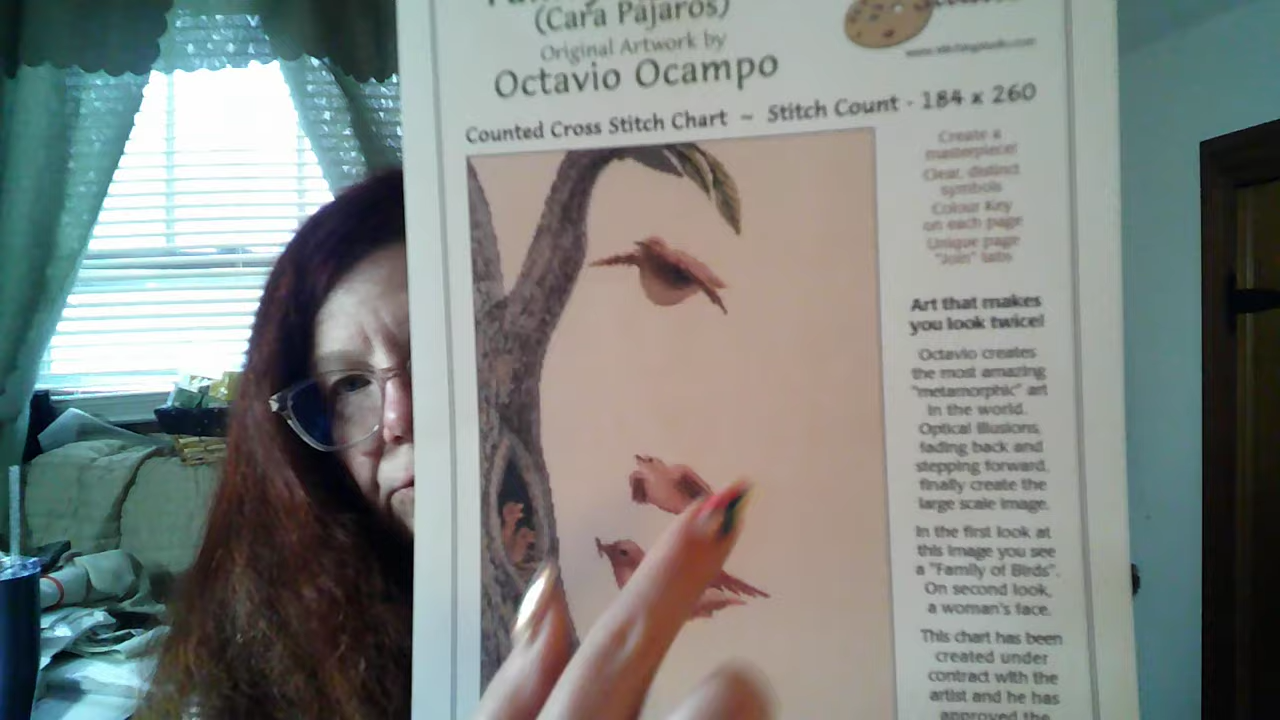 (Cara Pájaros)
Original Artwork by
Octavio Ocampo
Counted Cross Stitch Chart ~ Stitch Count - 184 x 260
Create a
masterpiece!
Clear, distinct
symbols
Colour Key
on each page
Unique page
"Join" tabs
Art that makes
you look twice!
Octavio creates
the most amazing
"metamorphic" art
in the world.
Optical illusions,
fading back and
stepping forward,
finally create the
large scale image.
In the first look at
this image you see
a "Family of Birds".
On second look,
a woman's face.
This chart has been
created under
contract with the
artist and he has
approved the